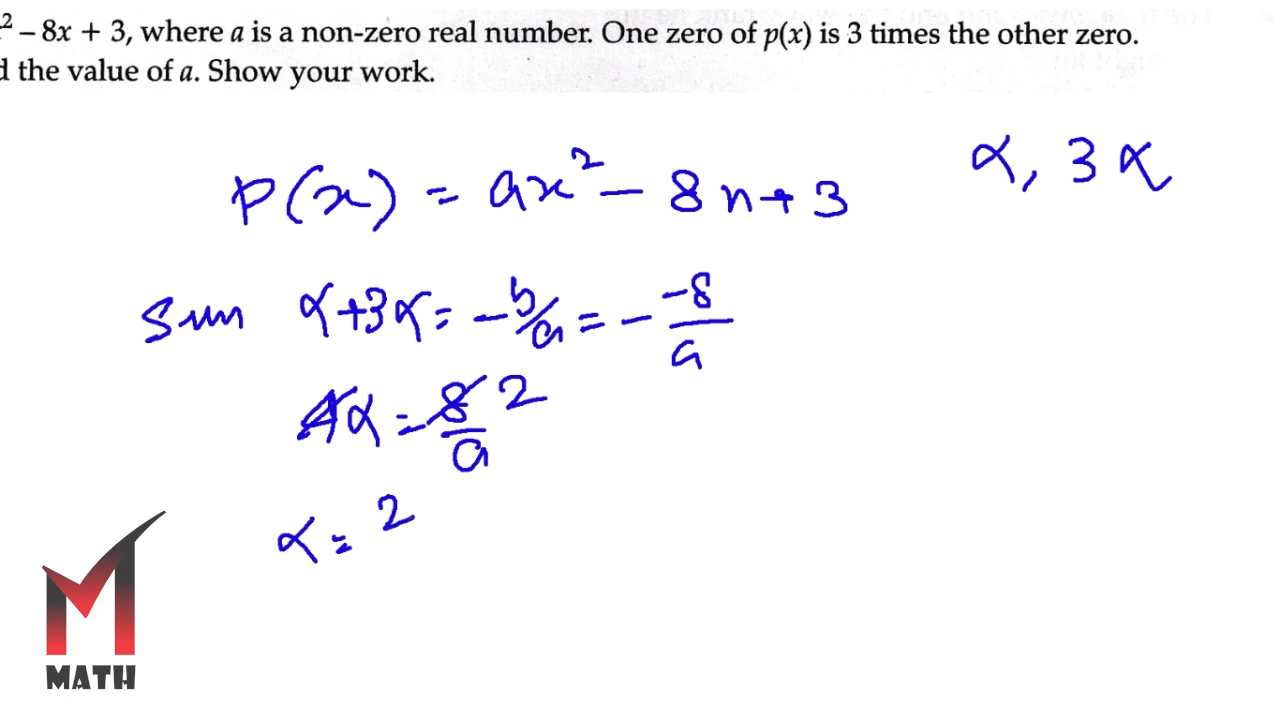 ² – 8x + 3, where a is a non-zero real number. One zero of p(x) is 3 times the other zero.
d the value of a. Show your work.
α, 3α
P(x) = ax² – 8x + 3
Sum α+3α = -b/a = - -8/a
4α = 8/a 2
α = 2
MATH